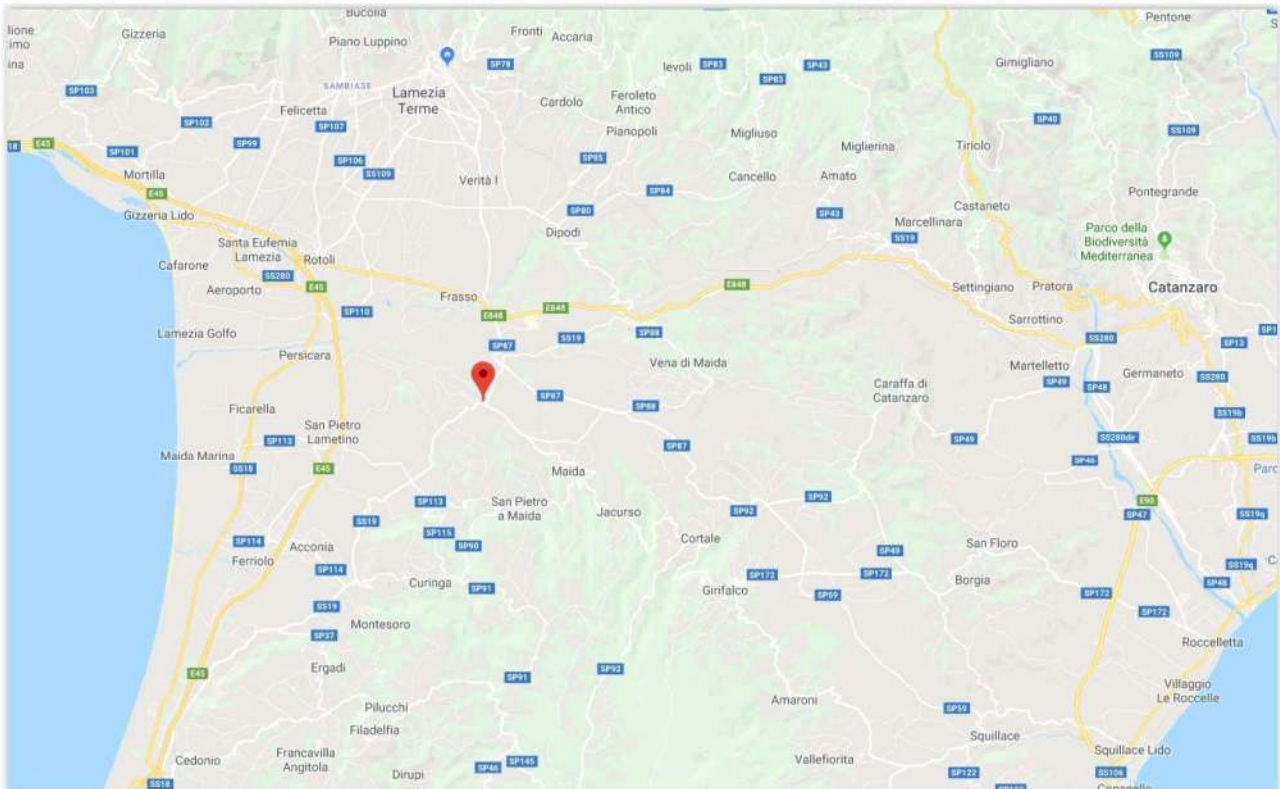 Bucolia
Pentone
llione
Gizzeria
Fronti
Accaria
Piano Luppino
timo
ina
SS109
Gimigliano
SP78
Ievoli
SP83
SP43
SP83
SAMBIASE
Lamezia
Terme
SP103
Feroleto
Antico
Cardolo
Felicetta
SP40
SP102
SP107
Pianopoli
Migliuso
SS109
SP99
18
E45
Miglierina
Tiriolo
SP101
SP106
SP95
SS109
Mortilla
Verità I
Cancello
Amato
E45
SP84
Pontegrande
Castaneto
Gizzeria Lido
SP80
SP43
Marcellinara
Dipodi
Parco della
Biodiversità
Mediterranea
SS19
Santa Eufemia
Lamezia
Rotoli
Cafarone
SS280
Aeroporto
E45
E848
Settingiano
Pratora
Catanzaro
Frasso
SP110
E848
E848
Sarrottino
Lamezia Golfo
SP87
SS19
SP88
SS280
SP1
SP13
Persicara
Vena di Maida
Martelletto
Germaneto
SP49
SP48
SS280
Caraffa di
Catanzaro
SP87
Ficarella
SP88
SS19b
San Pietro
Lametino
SP113
SP87
SP49
SS280dir
SS19b
Maida Marina
SS18
E45
SP46
Parc
Maida
SP113
San Pietro
a Maida
SP92
E90
SP92
SP47
SS19q
SS19
Jacurso
SP115
Cortale
SP114
Acconia
SP90
San Floro
SP49
Ferriolo
SP114
SS19q
Curinga
SP172
SP172
Borgia
SP48
SP91
Girifalco
SP59
SP172
SS19
SP172
Montesoro
SP37
Roccelletta
Ergadi
SP93
E45
SP91
Villaggio
Le Roccelle
Amaroni
Pilucchi
SP59
Filadelfia
Squillace
Cedonio
Francavilla
Angitola
Squillace Lido
SP145
Vallefiorita
SP46
Dirupi
SP122
SS106
SS18
Copanello